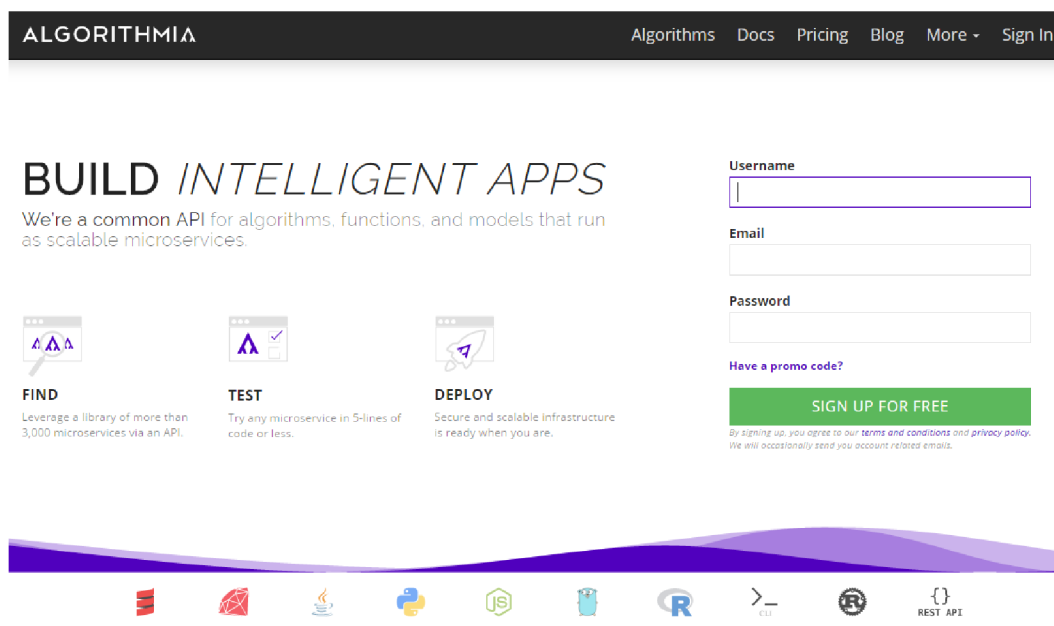 ALGORITHMIA
Algorithms Docs Pricing Blog More Sign In
BUILD INTELLIGENT APPS
We're a common API for algorithms, functions, and models that run
as scalable microservices.
FIND
Leverage a library of more than
3,000 microservices via an API.
TEST
Try any microservice in 5-lines of
code or less.
DEPLOY
Secure and scalable infrastructure
is ready when you are.
Username
Email
Password
Have a promo code?
SIGN UP FOR FREE
By signing up, you agree to our terms and conditions and privacy policy.
We will occasionally send you account related emails.
JS
R
CLI
R
{}
REST API